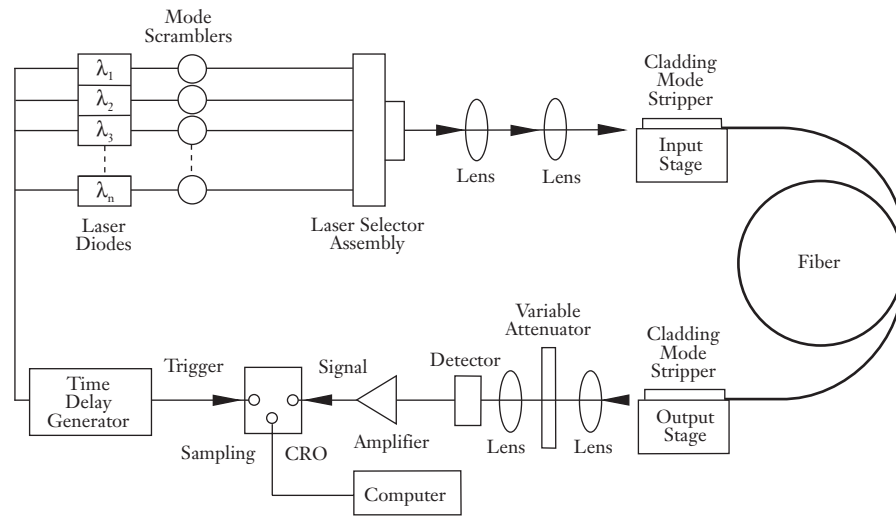 Mode
Scramblers
λ1
λ2
λ3
λn
Laser
Diodes
Laser Selector
Assembly
Lens
Lens
Cladding
Mode
Stripper
Input
Stage
Fiber
Cladding
Mode
Stripper
Output
Stage
Variable
Attenuator
Lens
Lens
Detector
Amplifier
Signal
Trigger
Time
Delay
Generator
Sampling CRO
Computer